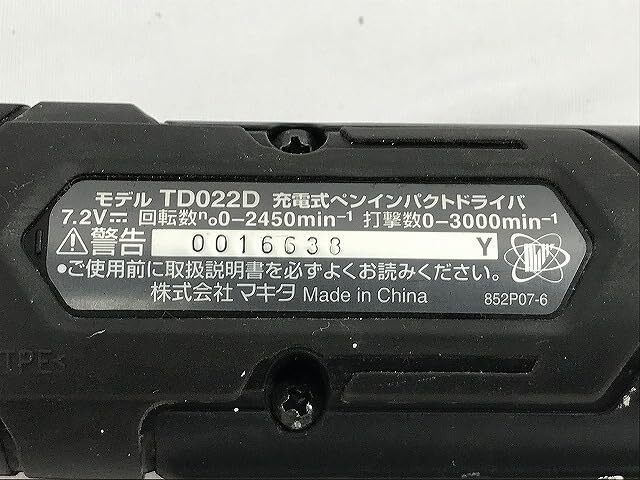 モデル TD022D 充電式ペンインパクトドライバ
7.2V⎓ 回転数n₀0-2450min⁻¹ 打撃数0-3000min⁻¹
⚠警告 0016638 Y
●ご使用前に取扱説明書を必ずよくお読みください。
株式会社 マキタ Made in China 852P07-6
TPE<